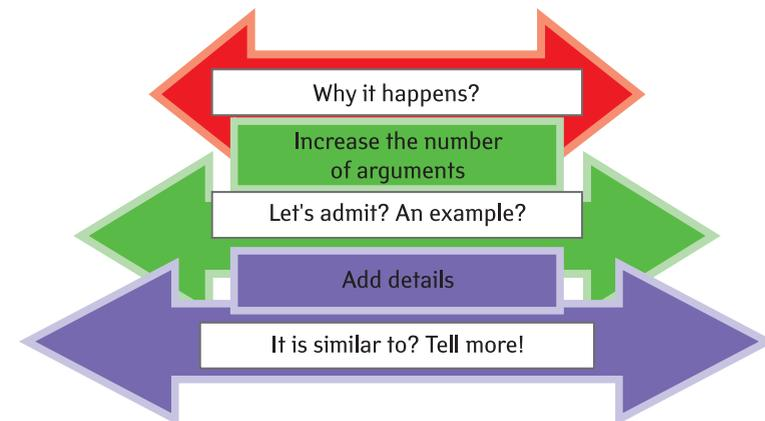 Why it happens?
Increase the number
of arguments
Let's admit? An example?
Add details
It is similar to? Tell more!